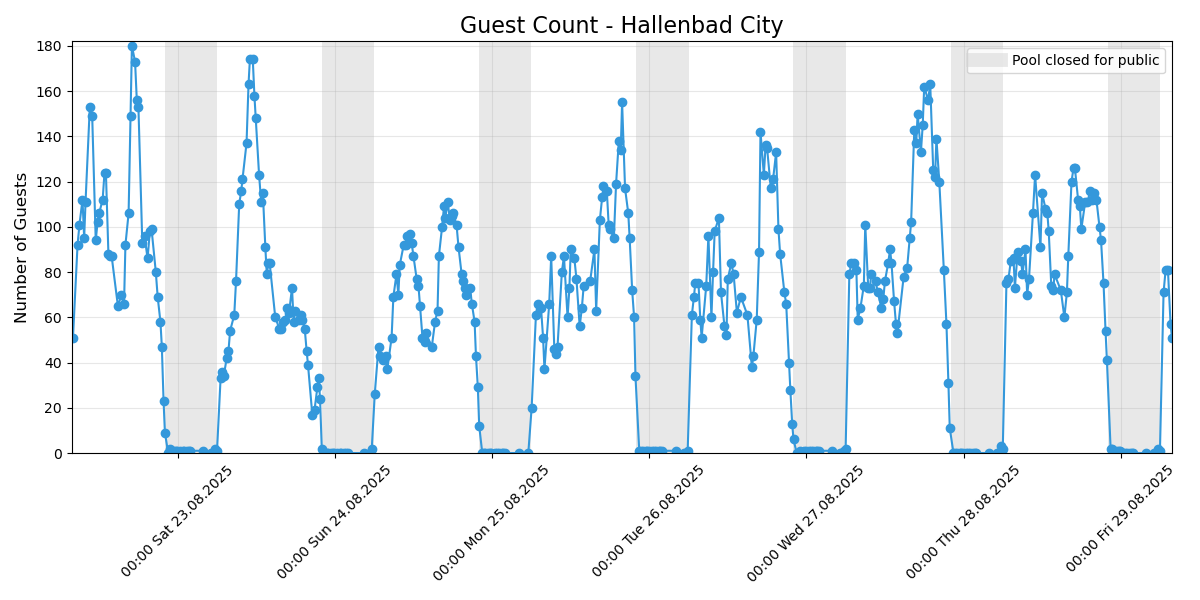 Guest Count - Hallenbad City
Pool closed for public
Number of Guests
180
160
140
120
100
80
60
40
20
0
00:00 Sat 23.08.2025
00:00 Sun 24.08.2025
00:00 Mon 25.08.2025
00:00 Tue 26.08.2025
00:00 Wed 27.08.2025
00:00 Thu 28.08.2025
00:00 Fri 29.08.2025